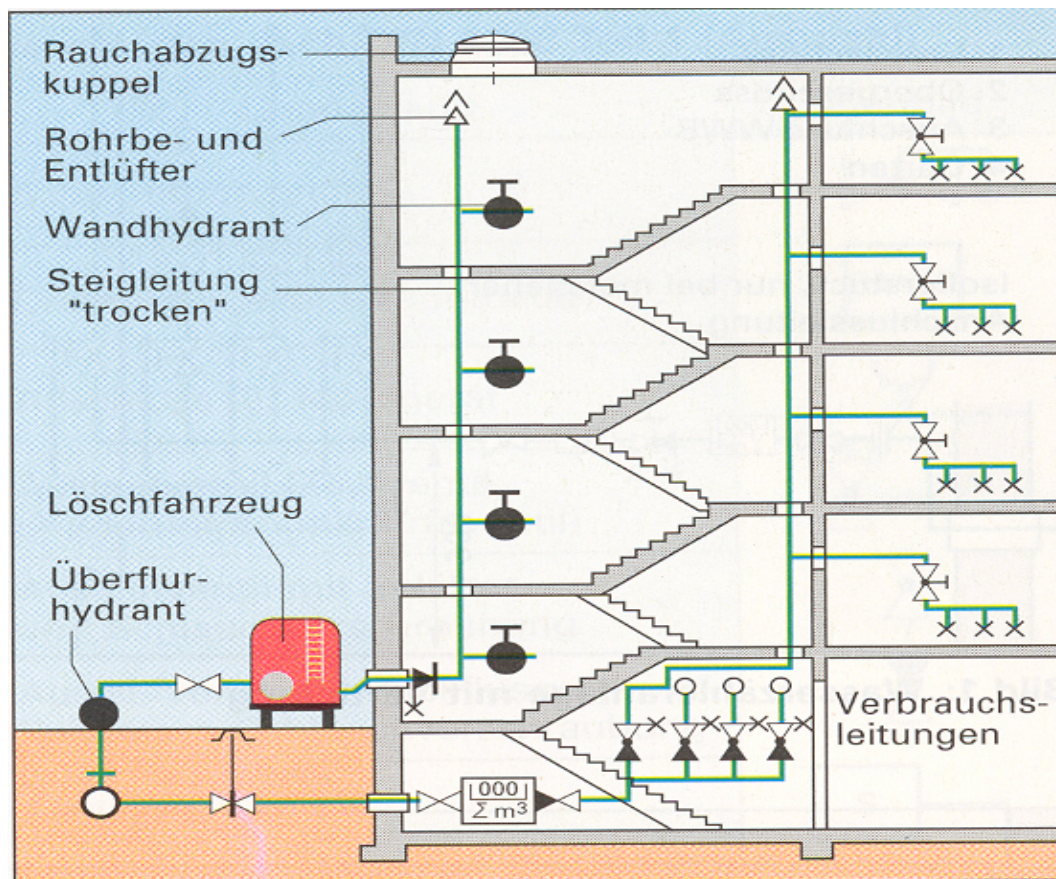 Rauchabzugs-
kuppel
Rohrbe- und
Entlüfter
Wandhydrant
Steigleitung
"trocken"
Löschfahrzeug
Überflur-
hydrant
Verbrauchs-
leitungen
000
Σ m³